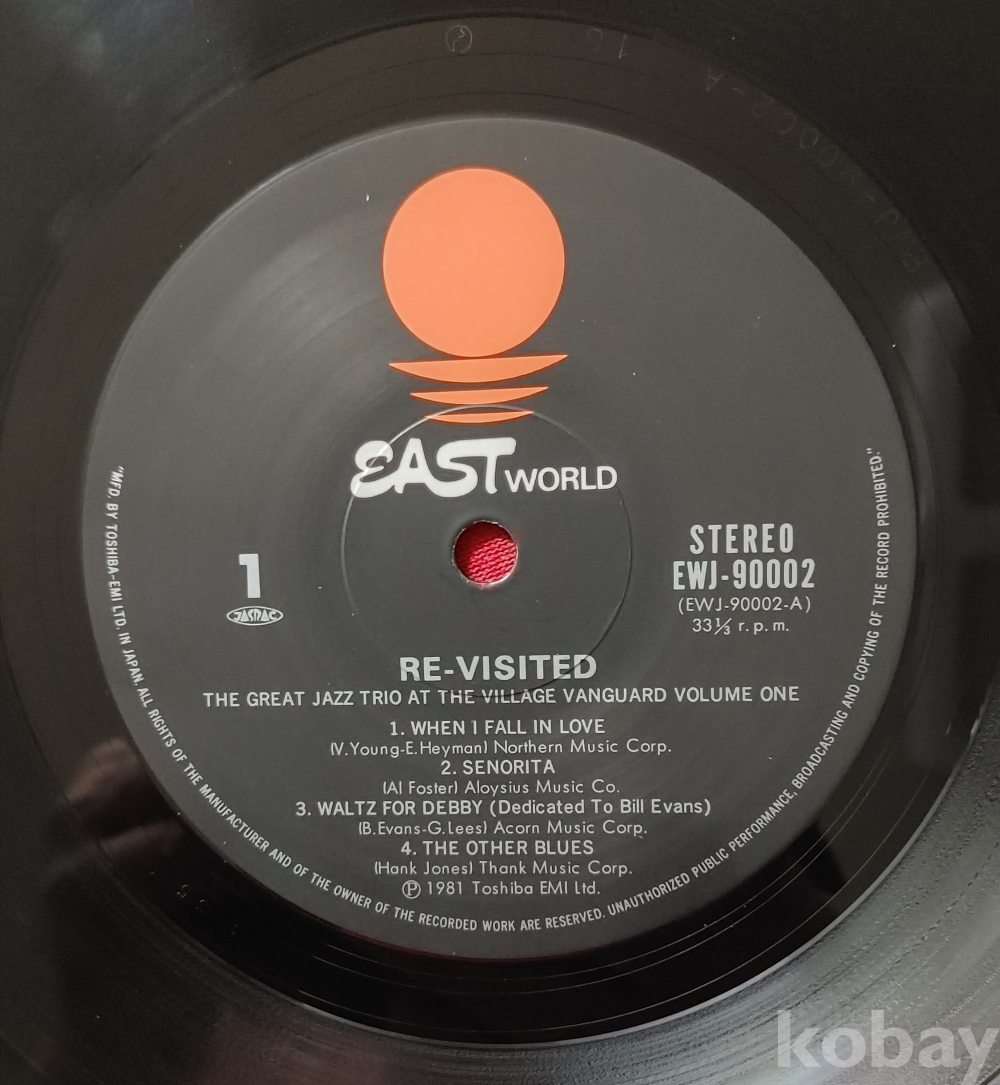 EAST WORLD
1
JASRAC
STEREO
EWJ-90002
(EWJ-90002-A)
33⅓ r.p.m.
RE-VISITED
THE GREAT JAZZ TRIO AT THE VILLAGE VANGUARD VOLUME ONE
1. WHEN I FALL IN LOVE
(V.Young-E.Heyman) Northern Music Corp.
2. SENORITA
(Al Foster) Aloysius Music Co.
3. WALTZ FOR DEBBY (Dedicated To Bill Evans)
(B.Evans-G.Lees) Acorn Music Corp.
4. THE OTHER BLUES
(Hank Jones) Thank Music Corp.
Ⓟ 1981 Toshiba EMI Ltd.
"MFD. BY TOSHIBA-EMI LTD. IN JAPAN. ALL RIGHTS OF THE MANUFACTURER AND OF THE OWNER OF THE RECORDED WORK ARE RESERVED. UNAUTHORIZED PUBLIC PERFORMANCE, BROADCASTING AND COPYING OF THE RECORD PROHIBITED."
kobay